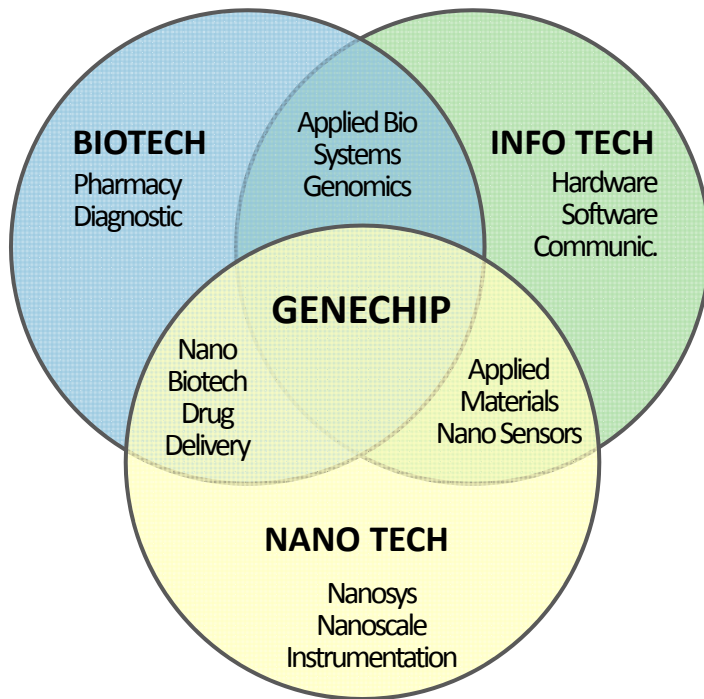 BIOTECH
Pharmacy
Diagnostic
Applied Bio
Systems
Genomics
INFO TECH
Hardware
Software
Communic.
GENECHIP
Nano
Biotech
Drug
Delivery
Applied
Materials
Nano Sensors
NANO TECH
Nanosys
Nanoscale
Instrumentation